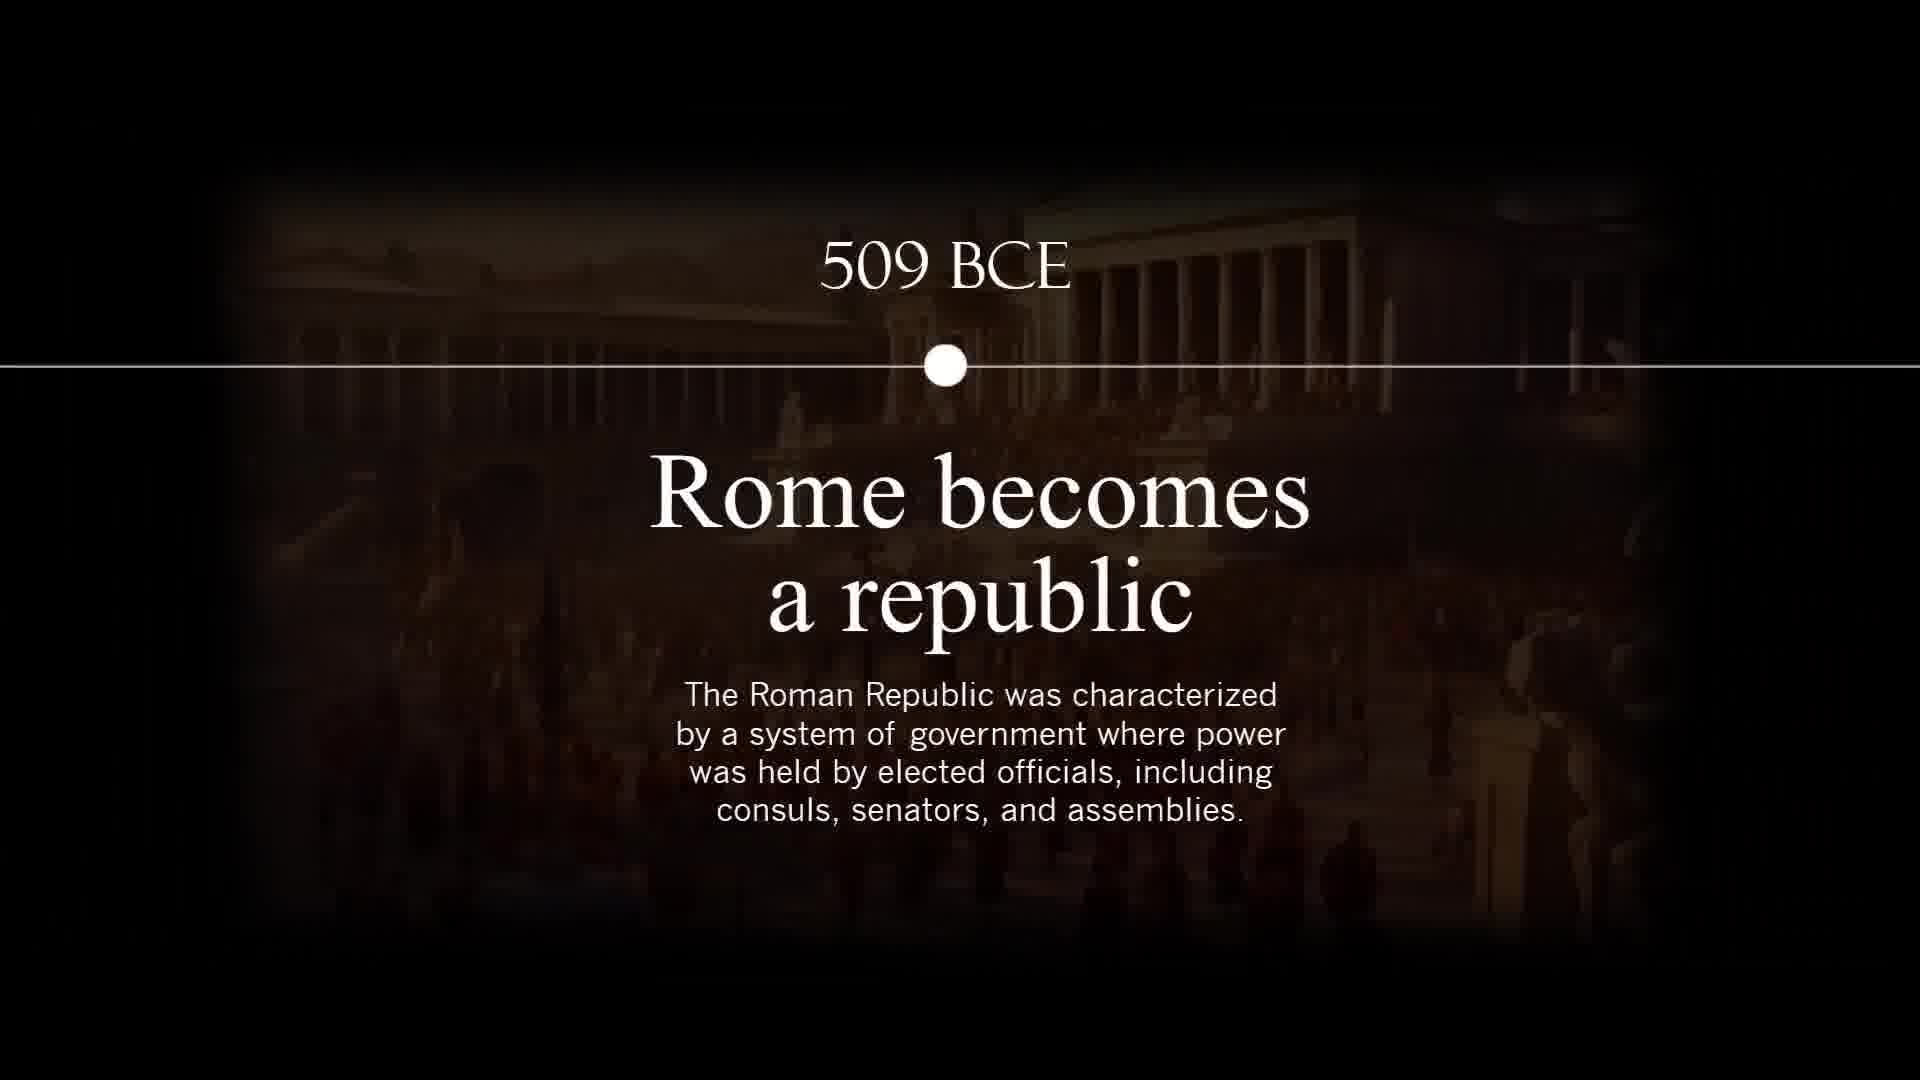 509 BCE
Rome becomes
a republic
The Roman Republic was characterized
by a system of government where power
was held by elected officials, including
consuls, senators, and assemblies.